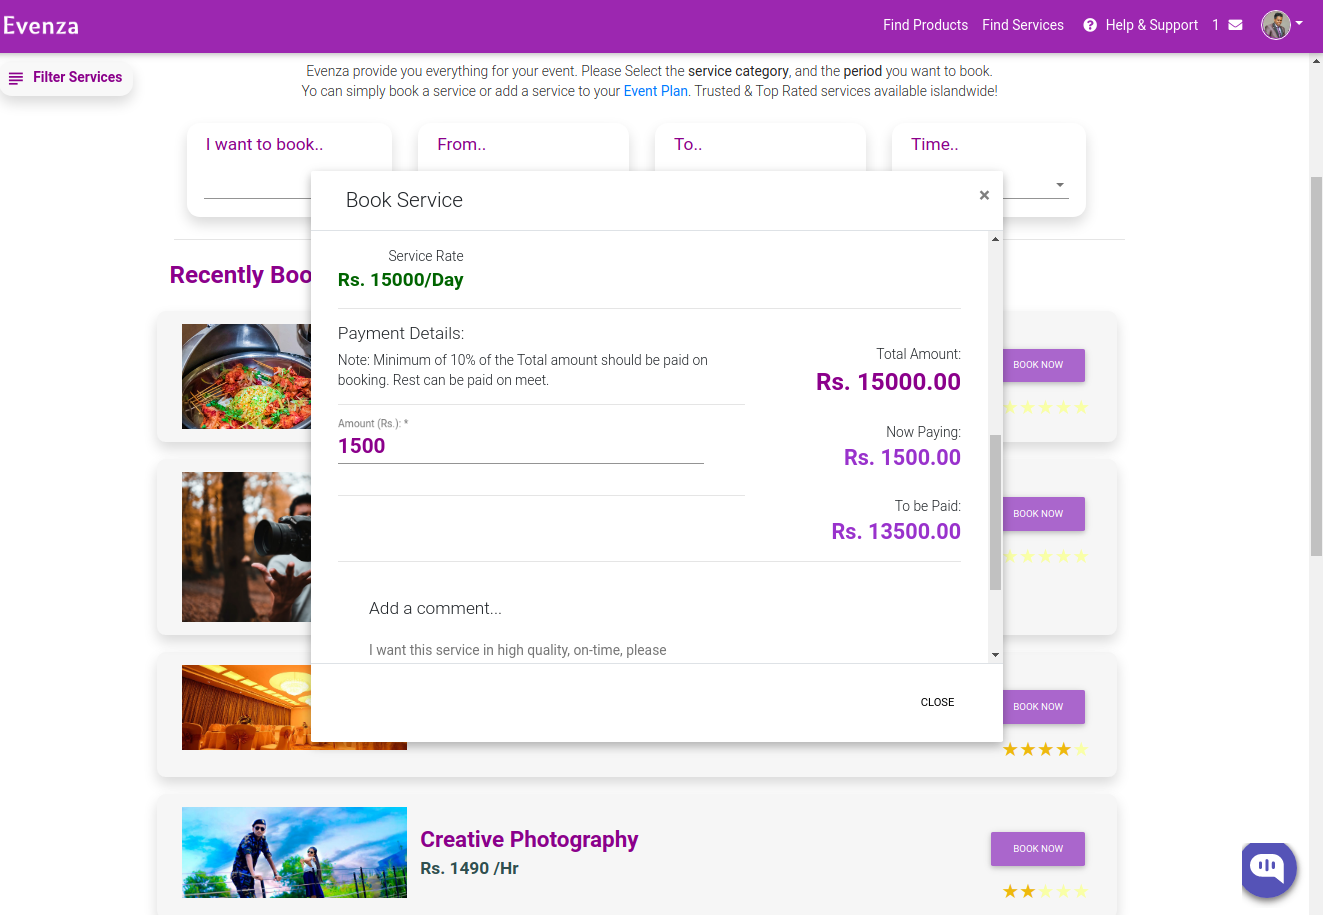 Evenza
Find Products Find Services Help & Support 1
Filter Services
Evenza provide you everything for your event. Please Select the service category, and the period you want to book.
Yo can simply book a service or add a service to your Event Plan. Trusted & Top Rated services available islandwide!
I want to book..
From..
To..
Time..
Book Service
×
Recently Boo
Service Rate
Rs. 15000/Day
Payment Details:
Note: Minimum of 10% of the Total amount should be paid on
booking. Rest can be paid on meet.
Amount (Rs.): *
1500
Total Amount:
Rs. 15000.00
Now Paying:
Rs. 1500.00
To be Paid:
Rs. 13500.00
Add a comment...
I want this service in high quality, on-time, please
CLOSE
BOOK NOW
BOOK NOW
BOOK NOW
Creative Photography
Rs. 1490 /Hr
BOOK NOW